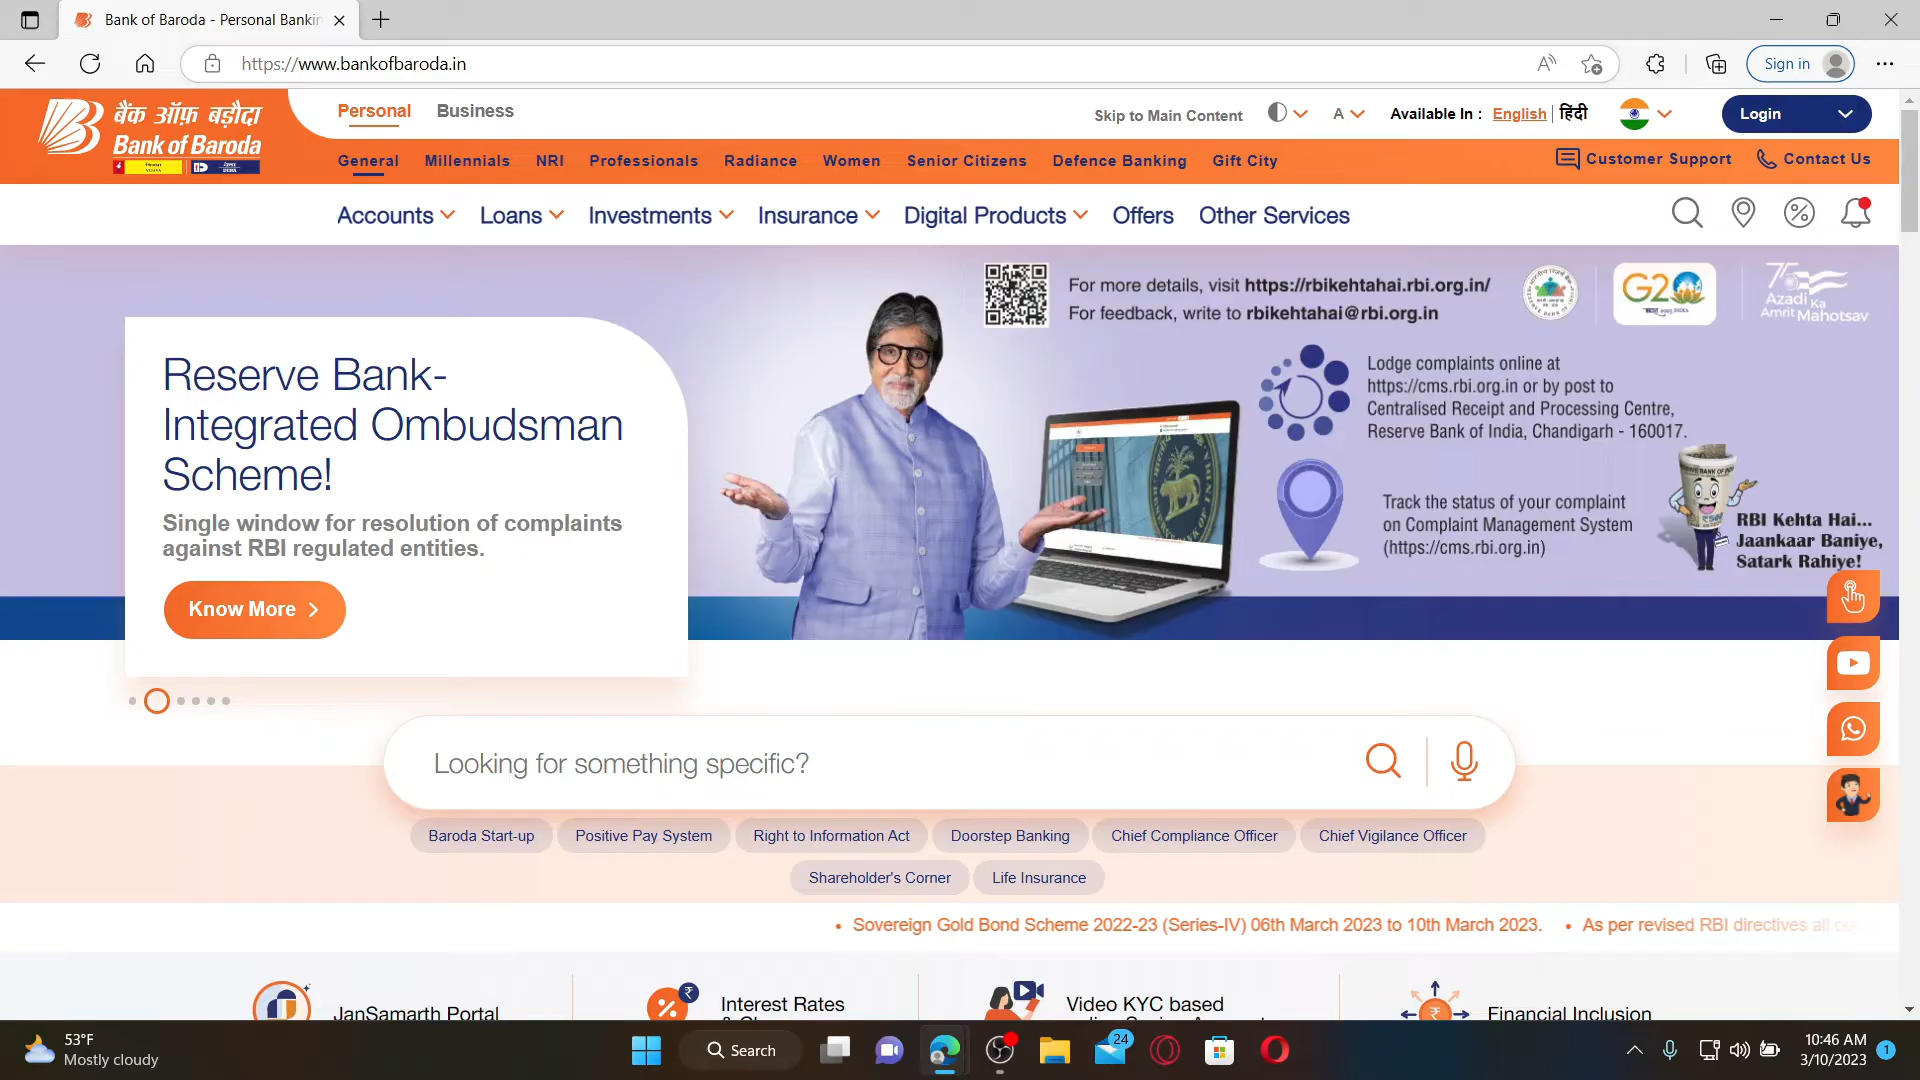 Bank of Baroda - Personal Bankin
https://www.bankofbaroda.in
Sign in
बैंक ऑफ़ बड़ौदा
Bank of Baroda
Personal
Business
Skip to Main Content
A
Available In :
English
हिंदी
Login
General
Millennials
NRI
Professionals
Radiance
Women
Senior Citizens
Defence Banking
Gift City
Customer Support
Contact Us
Accounts
Loans
Investments
Insurance
Digital Products
Offers
Other Services
For more details, visit https://rbikehtahai.rbi.org.in/
For feedback, write to rbikehtahai@rbi.org.in
G20
75
Azadi Ka
Amrit Mahotsav
Reserve Bank-
Integrated Ombudsman
Scheme!
Single window for resolution of complaints
against RBI regulated entities.
Know More
Lodge complaints online at
https://cms.rbi.org.in or by post to
Centralised Receipt and Processing Centre,
Reserve Bank of India, Chandigarh - 160017.
Track the status of your complaint
on Complaint Management System
(https://cms.rbi.org.in)
RBI Kehta Hai...
Jaankaar Baniye,
Satark Rahiye!
Looking for something specific?
Baroda Start-up
Positive Pay System
Right to Information Act
Doorstep Banking
Chief Compliance Officer
Chief Vigilance Officer
Shareholder's Corner
Life Insurance
• Sovereign Gold Bond Scheme 2022-23 (Series-IV) 06th March 2023 to 10th March 2023. • As per revised RBI directives all
JanSamarth Portal
Interest Rates
Video KYC based
Financial Inclusion
53°F
Mostly cloudy
Search
24
10:46 AM
3/10/2023
1